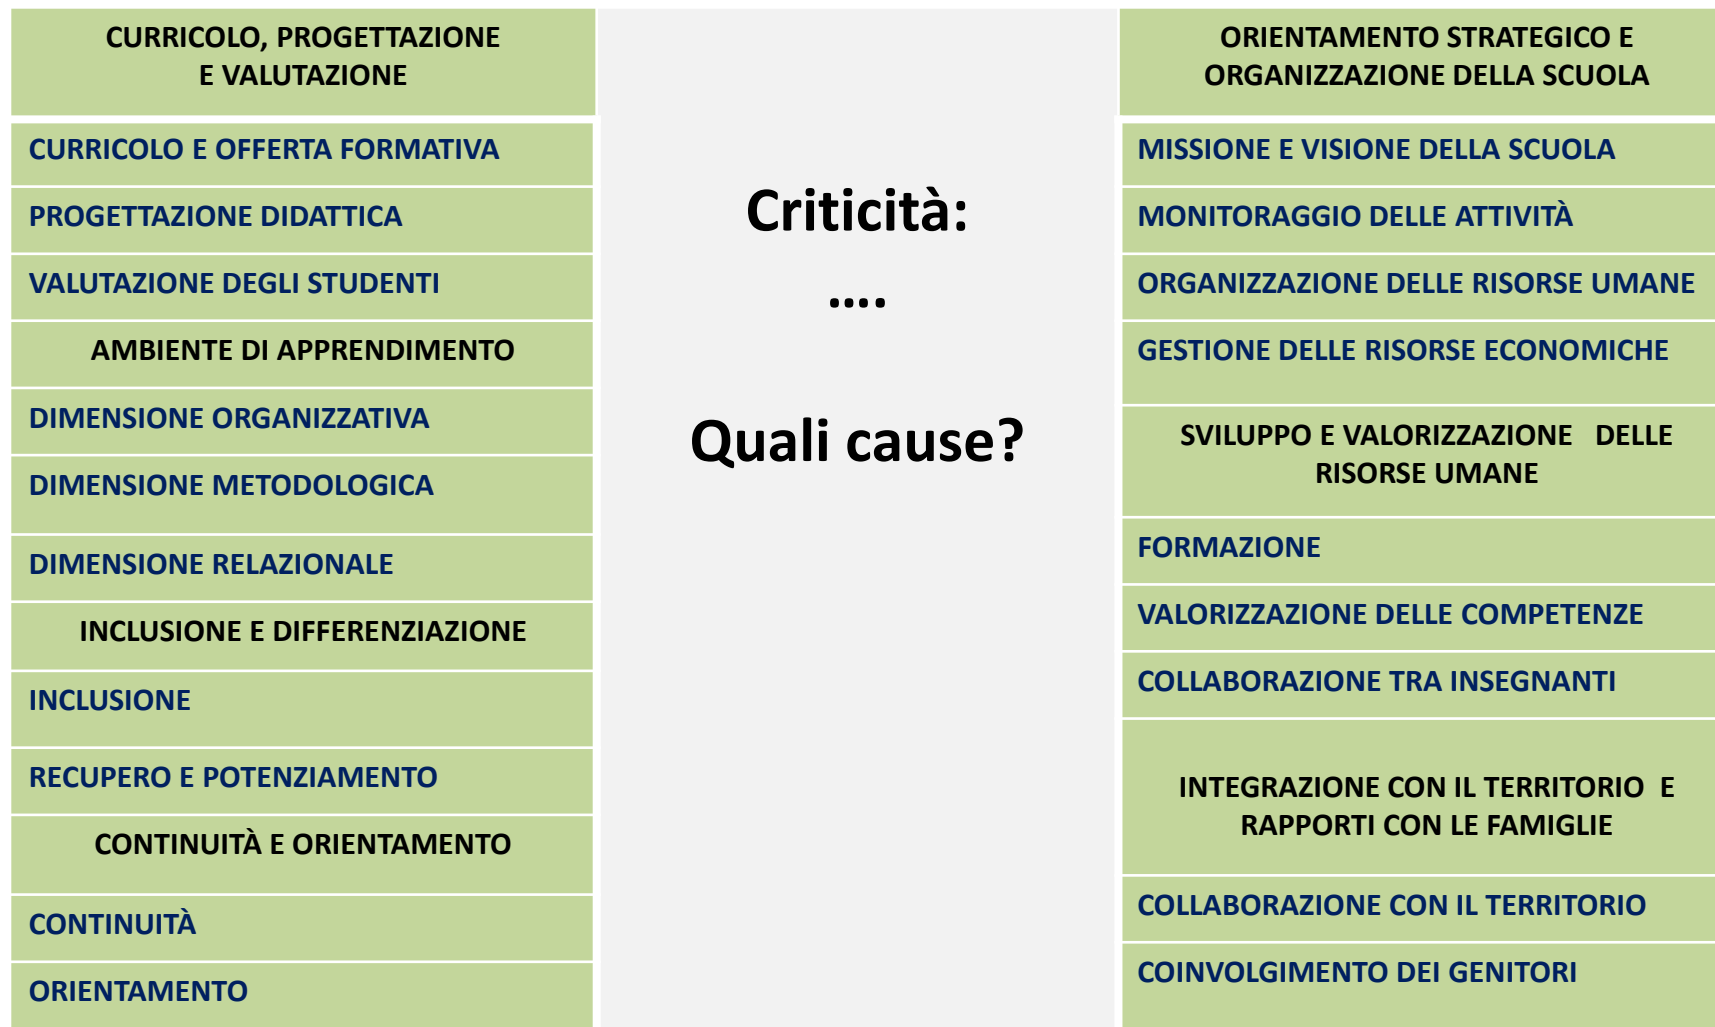 CURRICOLO, PROGETTAZIONE
E VALUTAZIONE
CURRICOLO E OFFERTA FORMATIVA
PROGETTAZIONE DIDATTICA
VALUTAZIONE DEGLI STUDENTI
AMBIENTE DI APPRENDIMENTO
DIMENSIONE ORGANIZZATIVA
DIMENSIONE METODOLOGICA
DIMENSIONE RELAZIONALE
INCLUSIONE E DIFFERENZIAZIONE
INCLUSIONE
RECUPERO E POTENZIAMENTO
CONTINUITÀ E ORIENTAMENTO
CONTINUITÀ
ORIENTAMENTO
Criticità:
....
Quali cause?
ORIENTAMENTO STRATEGICO E
ORGANIZZAZIONE DELLA SCUOLA
MISSIONE E VISIONE DELLA SCUOLA
MONITORAGGIO DELLE ATTIVITÀ
ORGANIZZAZIONE DELLE RISORSE UMANE
GESTIONE DELLE RISORSE ECONOMICHE
SVILUPPO E VALORIZZAZIONE DELLE
RISORSE UMANE
FORMAZIONE
VALORIZZAZIONE DELLE COMPETENZE
COLLABORAZIONE TRA INSEGNANTI
INTEGRAZIONE CON IL TERRITORIO E
RAPPORTI CON LE FAMIGLIE
COLLABORAZIONE CON IL TERRITORIO
COINVOLGIMENTO DEI GENITORI